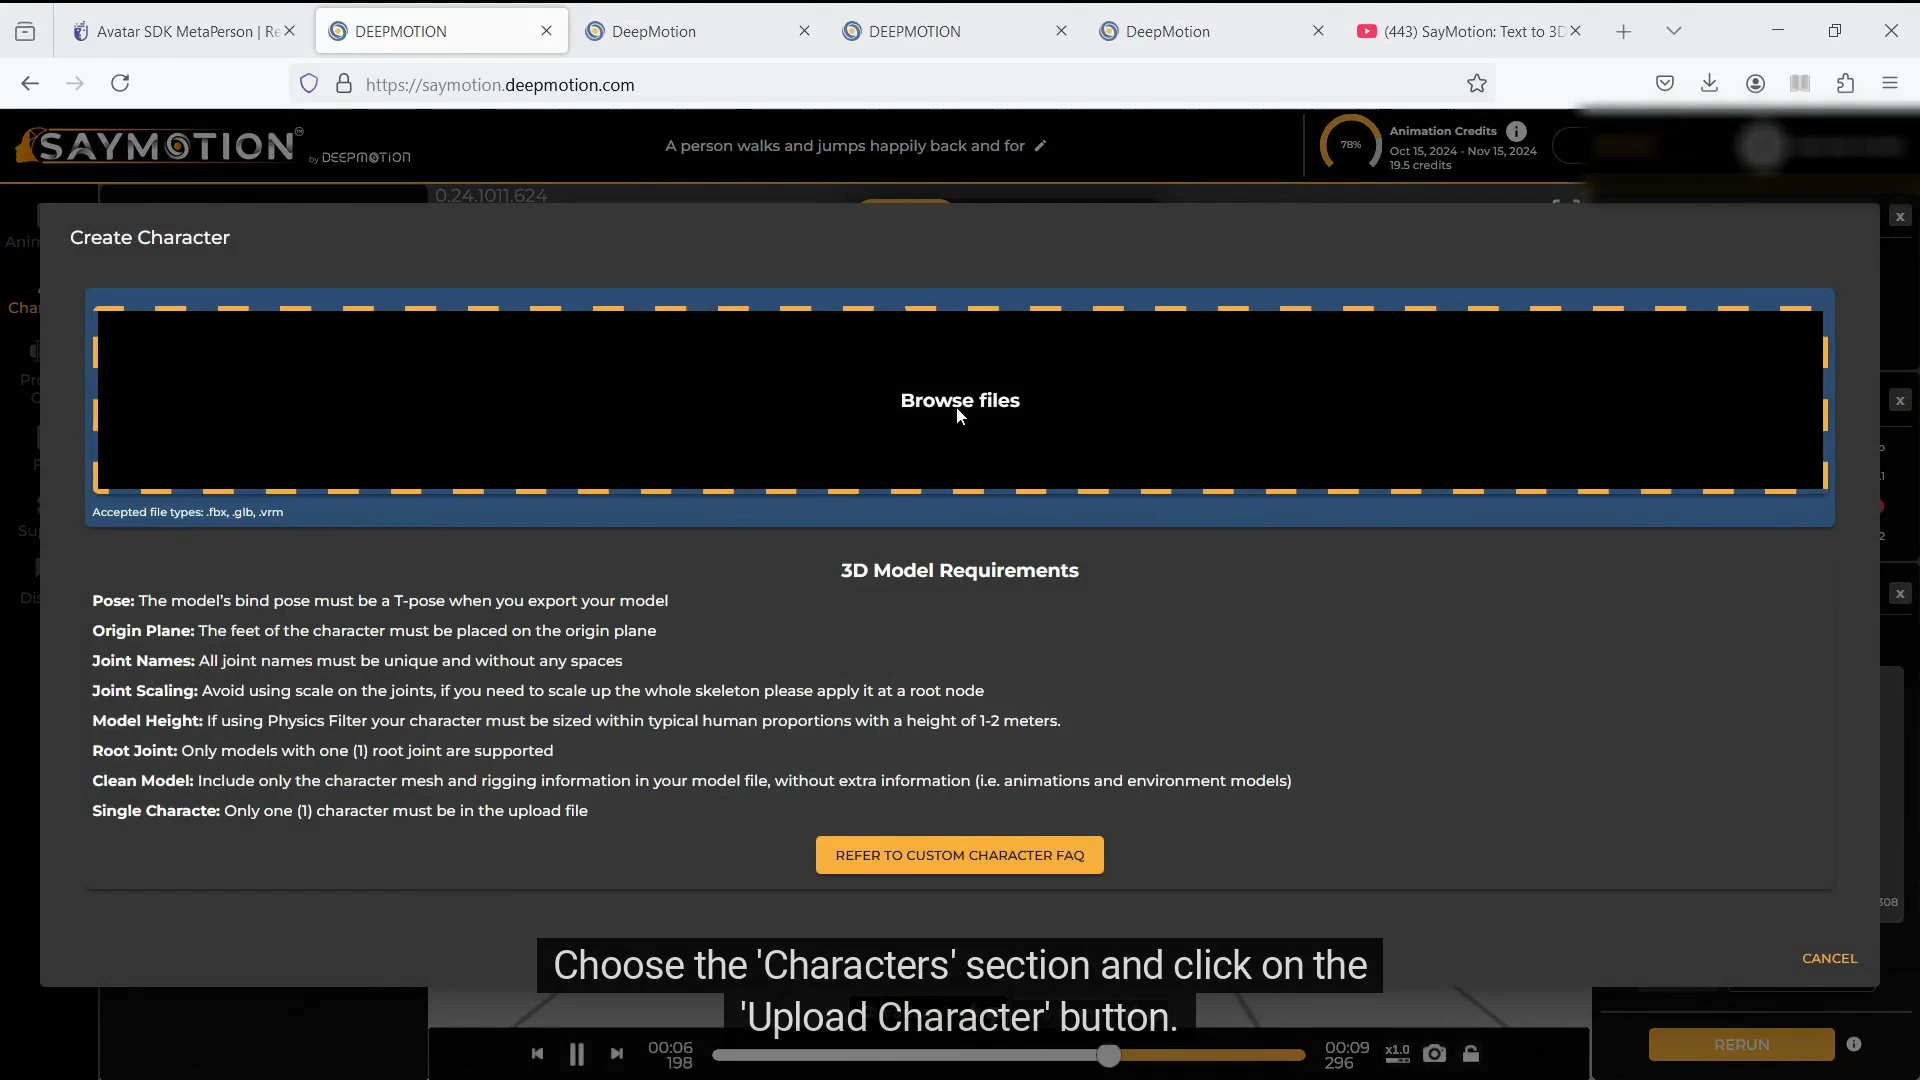 Avatar SDK MetaPerson | Re
DEEPMOTION
DeepMotion
DEEPMOTION
DeepMotion
(443) SayMotion: Text to 3D
https://saymotion.deepmotion.com
SAYMOTION™
by DEEPMOTION
A person walks and jumps happily back and for
78%
Animation Credits
Oct 15, 2024 - Nov 15, 2024
19.5 credits
0.24.1011.624
Create Character
Browse files
Accepted file types: .fbx, .glb, .vrm
3D Model Requirements
Pose: The model's bind pose must be a T-pose when you export your model
Origin Plane: The feet of the character must be placed on the origin plane
Joint Names: All joint names must be unique and without any spaces
Joint Scaling: Avoid using scale on the joints, if you need to scale up the whole skeleton please apply it at a root node
Model Height: If using Physics Filter your character must be sized within typical human proportions with a height of 1-2 meters.
Root Joint: Only models with one (1) root joint are supported
Clean Model: Include only the character mesh and rigging information in your model file, without extra information (i.e. animations and environment models)
Single Characte: Only one (1) character must be in the upload file
REFER TO CUSTOM CHARACTER FAQ
308
CANCEL
Choose the 'Characters' section and click on the
'Upload Character' button.
00:06
198
00:09
296
x1.0
RERUN